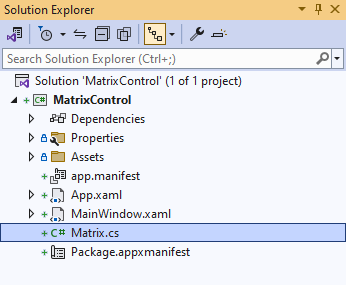 Solution Explorer
Search Solution Explorer (Ctrl+;)
Solution 'MatrixControl' (1 of 1 project)
C# MatrixControl
Dependencies
Properties
Assets
app.manifest
App.xaml
MainWindow.xaml
C# Matrix.cs
Package.appxmanifest